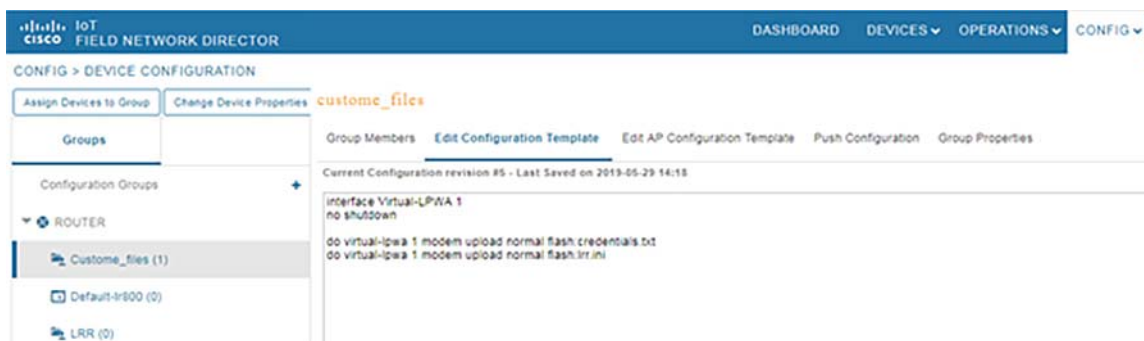 cisco IoT
FIELD NETWORK DIRECTOR
DASHBOARD DEVICES OPERATIONS CONFIG
CONFIG > DEVICE CONFIGURATION
Assign Devices to Group Change Device Properties custome_files
Groups
Group Members Edit Configuration Template Edit AP Configuration Template Push Configuration Group Properties
Current Configuration revision #5 - Last Saved on 2019-05-29 14:18
Configuration Groups +
interface Virtual-LPWA 1
no shutdown
ROUTER
do virtual-lpwa 1 modem upload normal flash:credentials.txt
do virtual-lpwa 1 modem upload normal flash:lrr.ini
Custome_files (1)
Default-lr800 (0)
LRR (0)